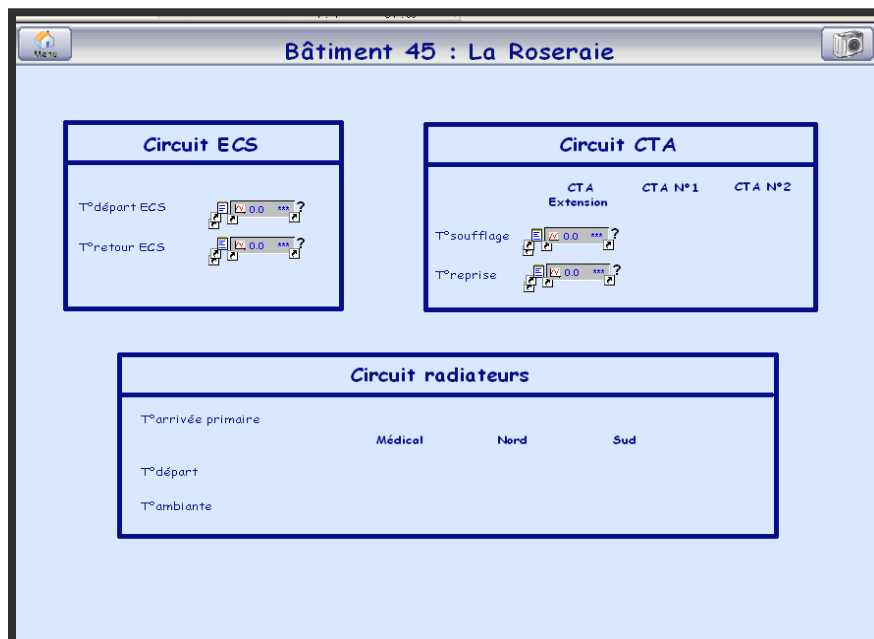 Menu
Bâtiment 45 : La Roseraie
Circuit ECS
T°départ ECS 0.0 *** ?
T°retour ECS 0.0 *** ?
Circuit CTA
CTA Extension CTA N°1 CTA N°2
T°soufflage 0.0 *** ?
T°reprise 0.0 *** ?
Circuit radiateurs
T°arrivée primaire
Médical Nord Sud
T°départ
T°ambiante